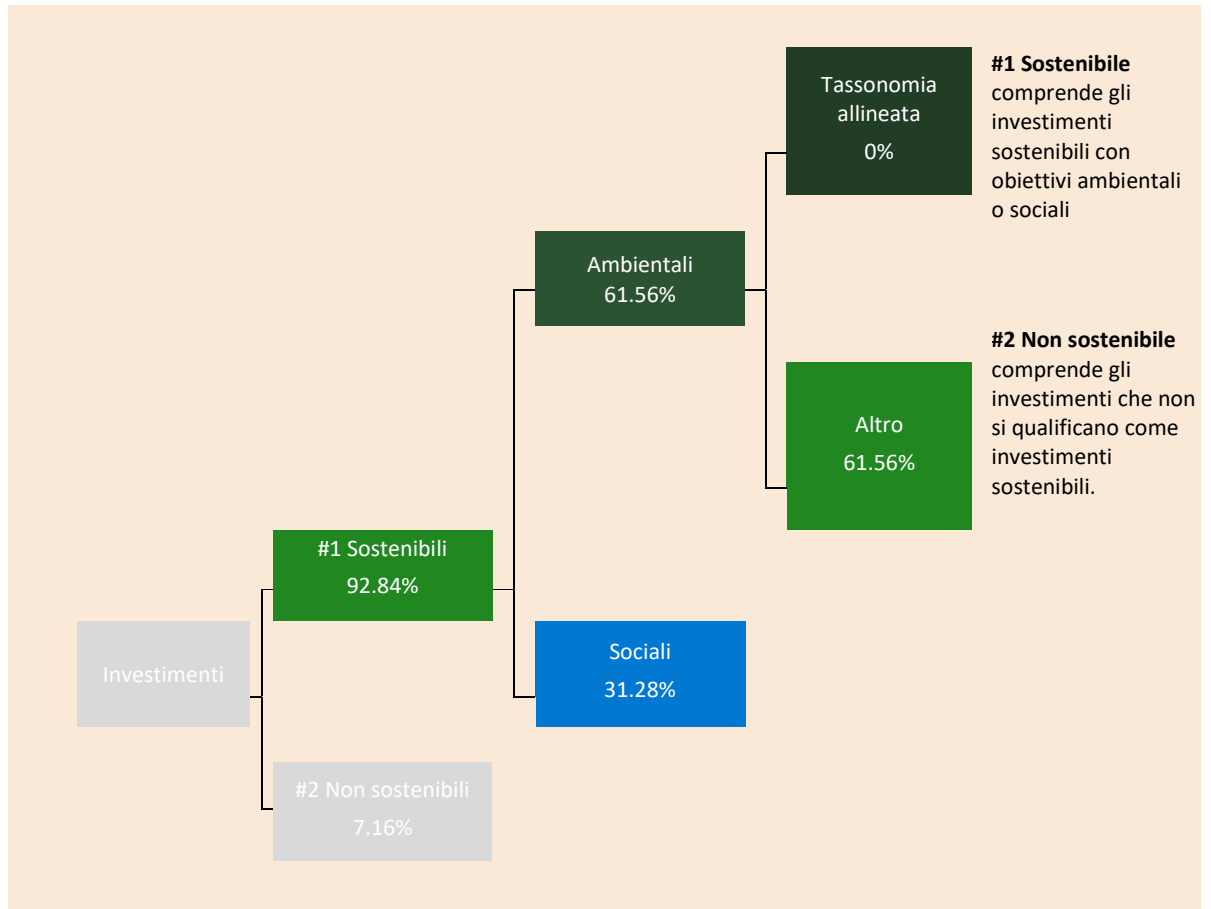 Tassonomia
allineata
0%
#1 Sostenibile
comprende gli
investimenti
sostenibili con
obiettivi ambientali
o sociali
Ambientali
61.56%
#2 Non sostenibile
comprende gli
investimenti che non
si qualificano come
investimenti
sostenibili.
Altro
61.56%
#1 Sostenibili
92.84%
Sociali
31.28%
Investimenti
#2 Non sostenibili
7.16%